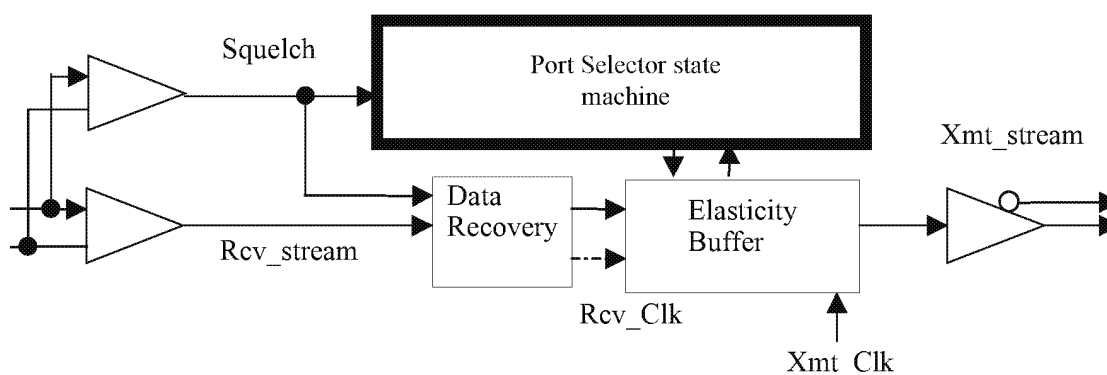 Squelch
Port Selector state
machine
Xmt_stream
Data
Recovery
Elasticity
Buffer
Rcv_stream
Rcv_Clk
Xmt_Clk